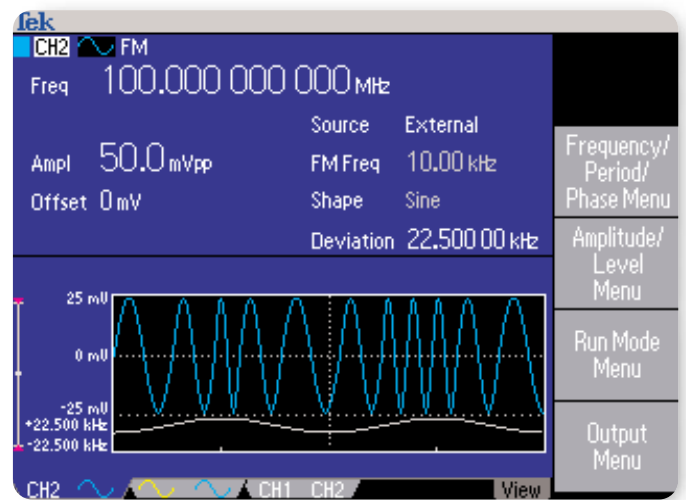 Tek
CH2 FM
Freq 100.000 000 000 MHz
Source External
Ampl 50.0 mVpp FM Freq 10.00 kHz
Offset 0 mV Shape Sine
Deviation 22.500 00 kHz
Frequency/
Period/
Phase Menu
Amplitude/
Level
Menu
Run Mode
Menu
Output
Menu
25 mV
0 mV
-25 mV
+22.500 kHz
-22.500 kHz
CH2 CH1 CH2 View